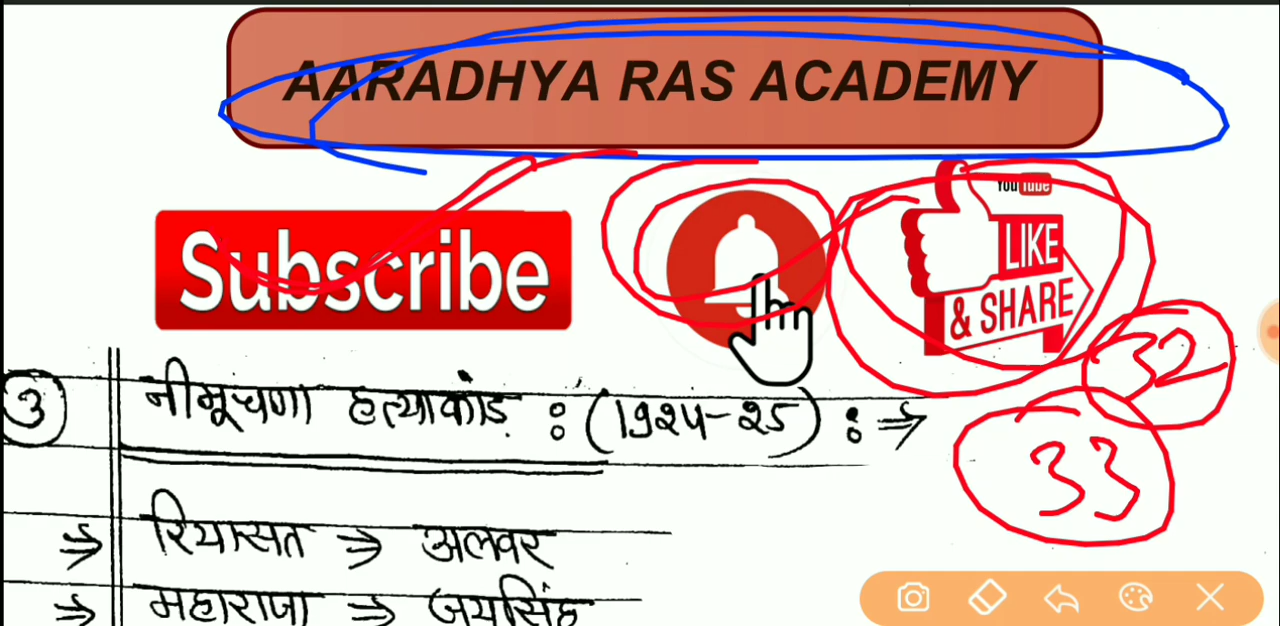 AARADHYA RAS ACADEMY
Subscribe
YouTube
LIKE
& SHARE
32
③ नीमूचणा हत्याकांड : (1924-25) : ⇒
33
⇒ रियासत ⇒ अलवर
⇒ महाराजा ⇒ जयसिंह